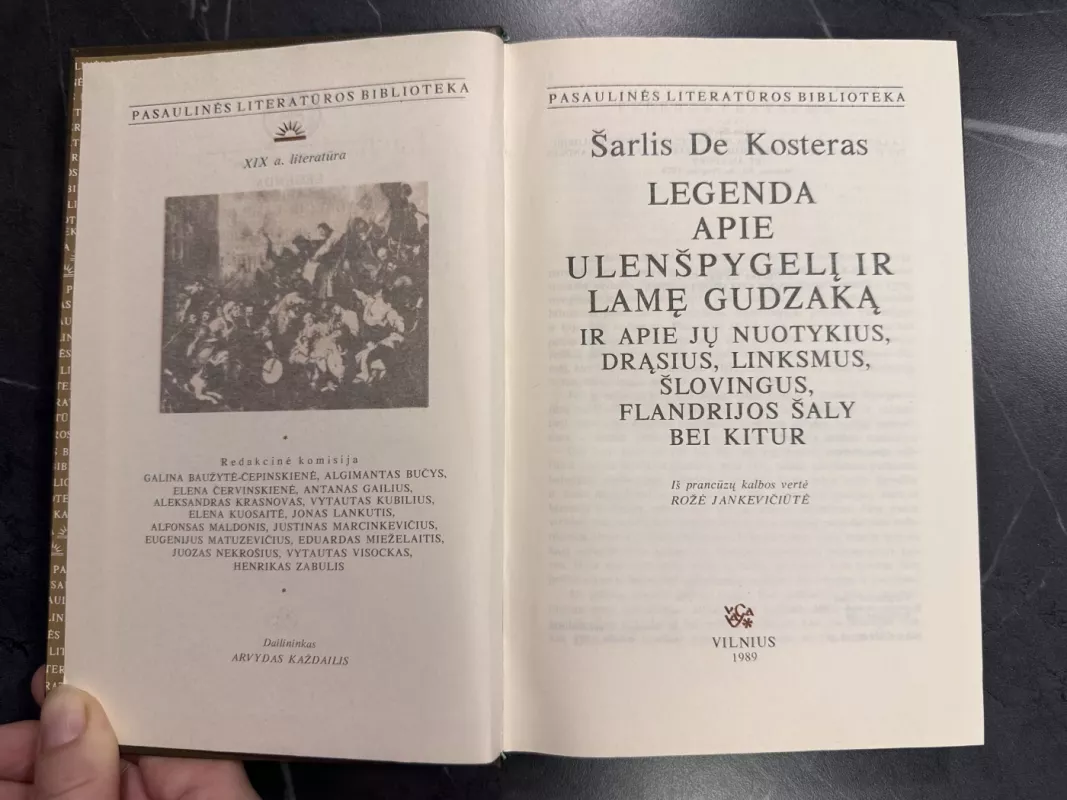 PASAULINĖS LITERATŪROS BIBLIOTEKA
XIX a. literatūra
Redakcinė komisija
GALINA BAUŽYTĖ-ČEPINSKIENĖ, ALGIMANTAS BUČYS,
ELENA ČERVINSKIENĖ, ANTANAS GAILIUS,
ALEKSANDRAS KRASNOVAS, VYTAUTAS KUBILIUS,
ELENA KUOSAITĖ, JONAS LANKUTIS,
ALFONSAS MALDONIS, JUSTINAS MARCINKEVIČIUS,
EUGENIJUS MATUZEVIČIUS, EDUARDAS MIEŽELAITIS,
JUOZAS NEKROŠIUS, VYTAUTAS VISOCKAS,
HENRIKAS ZABULIS
Dailininkas
ARVYDAS KAŽDAILIS
PASAULINĖS LITERATŪROS BIBLIOTEKA
Šarlis De Kosteras
LEGENDA
APIE
ULENŠPYGELĮ IR
LAMĘ GUDZAKĄ
IR APIE JŲ NUOTYKIUS,
DRĄSIUS, LINKSMUS,
ŠLOVINGUS,
FLANDRIJOS ŠALY
BEI KITUR
Iš prancūzų kalbos vertė
ROŽĖ JANKEVIČIŪTĖ
VILNIUS
1989